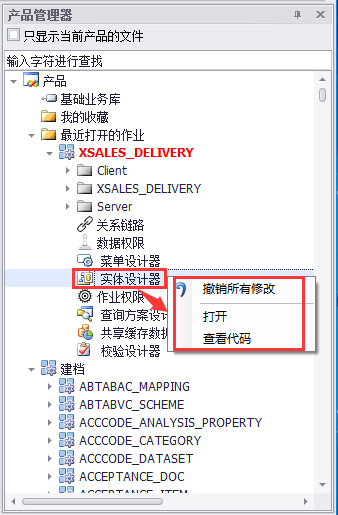 产品管理器
只显示当前产品的文件
输入字符进行查找
产品
基础业务库
我的收藏
最近打开的作业
XSALES_DELIVERY
Client
XSALES_DELIVERY
Server
关系链路
数据权限
菜单设计器
实体设计器
作业权限
查询方案设计
共享缓存数据
校验设计器
撤销所有修改
打开
查看代码
建档
ABTABAC_MAPPING
ABTABVC_SCHEME
ACCCODE_ANALYSIS_PROPERTY
ACCCODE_CATEGORY
ACCCODE_DATASET
ACCEPTANCE_DOC
ACCEPTANCE_ITEM